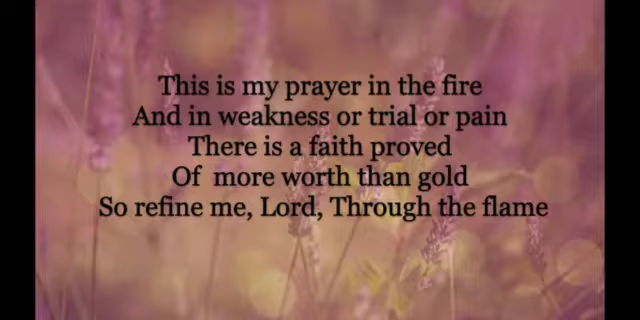 This is my prayer in the fire
And in weakness or trial or pain
There is a faith proved
Of more worth than gold
So refine me, Lord, Through the flame